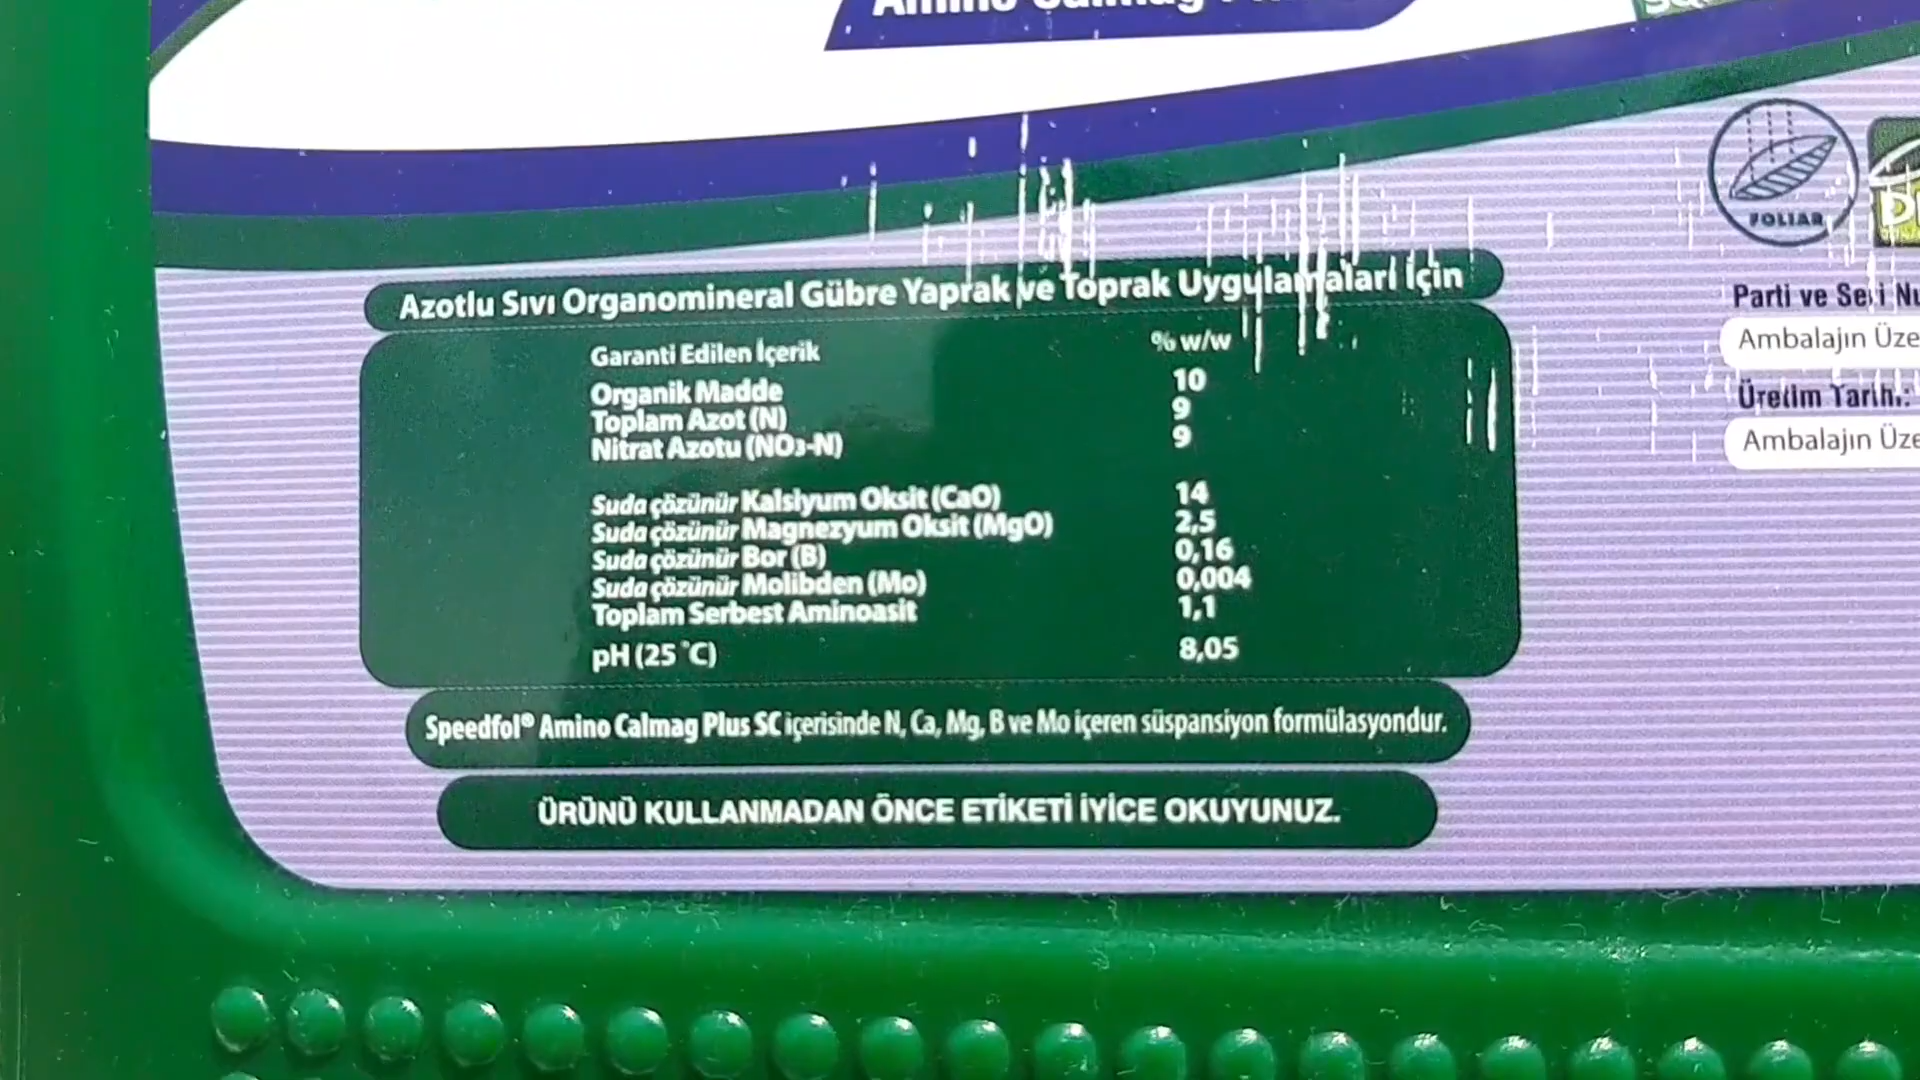 Amino Calmag
FOLIAR
Azotlu Sıvı Organomineral Gübre Yaprak ve Toprak Uygulamalari İçin
Garanti Edilen İçerik % w/w
Organik Madde 10
Toplam Azot (N) 9
Nitrat Azotu (NO3-N) 9
Suda çözünür Kalsiyum Oksit (CaO) 14
Suda çözünür Magnezyum Oksit (MgO) 2,5
Suda çözünür Bor (B) 0,16
Suda çözünür Molibden (Mo) 0,004
Toplam Serbest Aminoasit 1,1
pH (25 °C) 8,05
Speedfol® Amino Calmag Plus SC içerisinde N, Ca, Mg, B ve Mo içeren süspansiyon formülasyondur.
ÜRÜNÜ KULLANMADAN ÖNCE ETİKETİ İYİCE OKUYUNUZ.
Parti ve Seri
Ambalajın
Üretim Tarihi:
Ambalajın